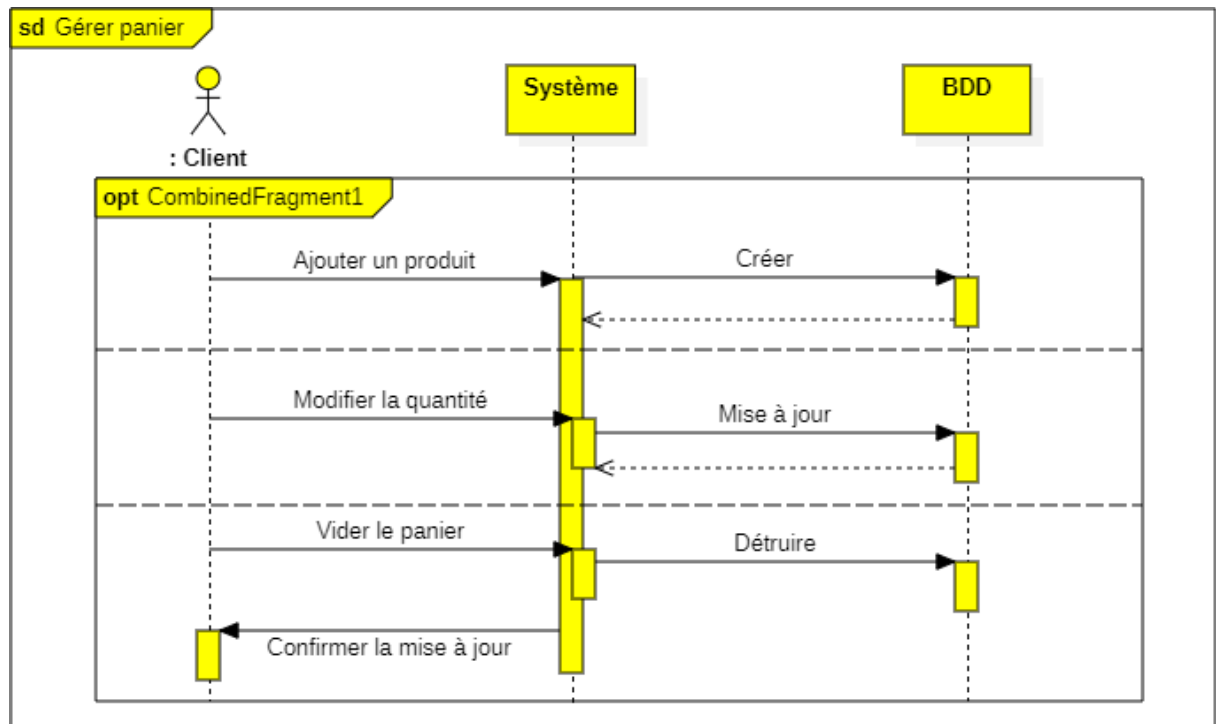 sd Gérer panier
: Client
Système
BDD
opt CombinedFragment1
Ajouter un produit
Créer
Modifier la quantité
Mise à jour
Vider le panier
Détruire
Confirmer la mise à jour